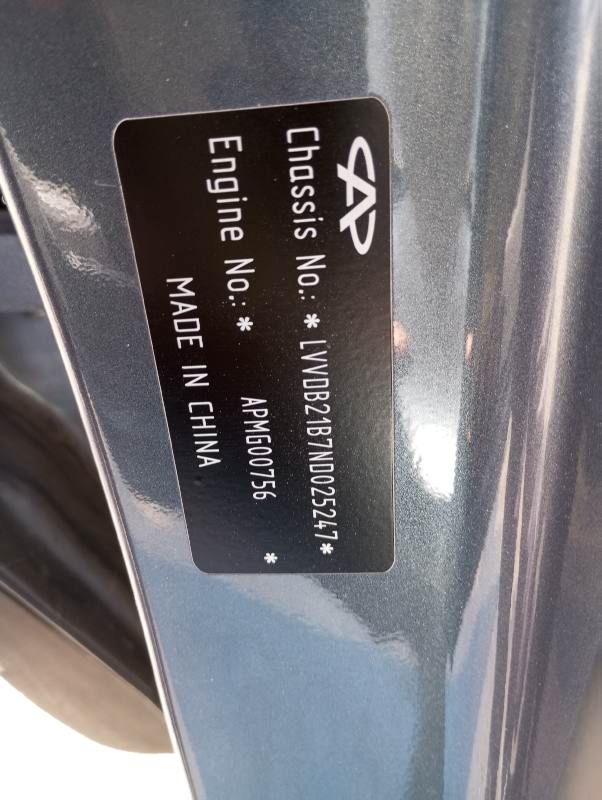 Chassis No.: * LVVDB21B7ND025247*
Engine No.: * APMG00756 *
MADE IN CHINA